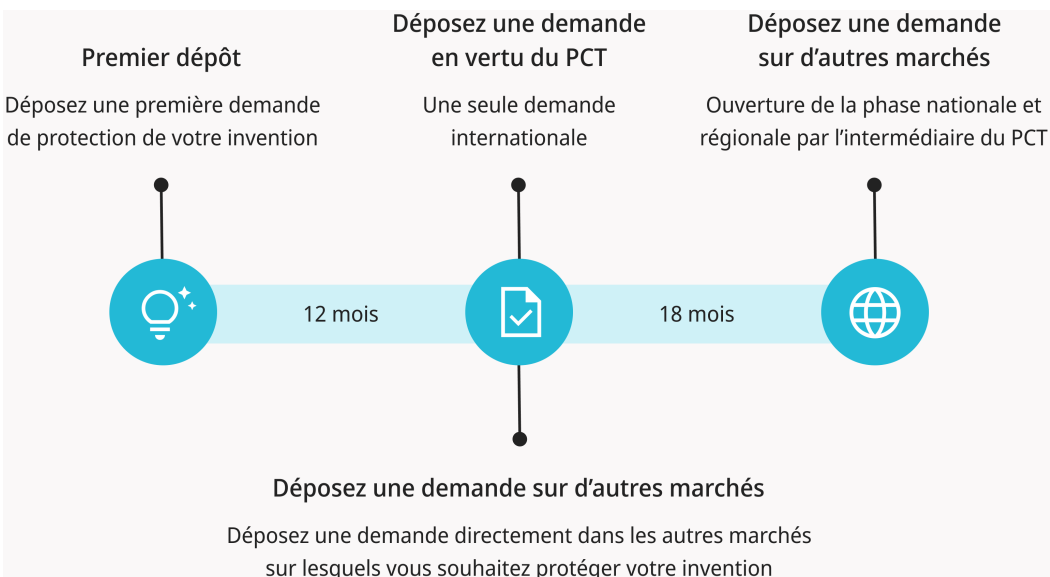 Premier dépôt
Déposez une première demande
de protection de votre invention
Déposez une demande
en vertu du PCT
Une seule demande
internationale
Déposez une demande
sur d’autres marchés
Ouverture de la phase nationale et
régionale par l’intermédiaire du PCT
12 mois
18 mois
Déposez une demande sur d’autres marchés
Déposez une demande directement dans les autres marchés
sur lesquels vous souhaitez protéger votre invention